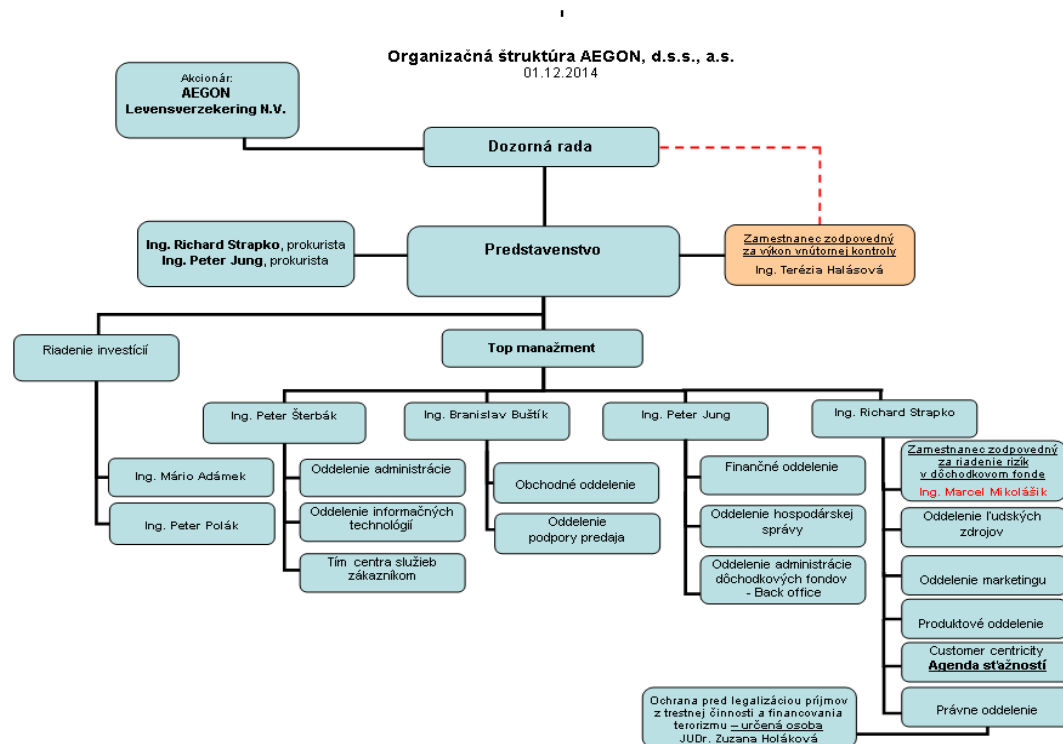 Organizačná štruktúra AEGON, d.s.s., a.s.
01.12.2014
Akcionár:
AEGON
Levensverzekering N.V.
Dozorná rada
Ing. Richard Strapko, prokurista
Ing. Peter Jung, prokurista
Predstavenstvo
Zamestnanec zodpovedný
za výkon vnútornej kontroly
Ing. Terézia Halásová
Riadenie investícií
Top manažment
Ing. Peter Šterbák
Ing. Branislav Buštík
Ing. Peter Jung
Ing. Richard Strapko
Ing. Mário Adámek
Ing. Peter Polák
Oddelenie administrácie
Oddelenie informačných
technológií
Tím centra služieb
zákazníkom
Obchodné oddelenie
Oddelenie
podpory predaja
Finančné oddelenie
Oddelenie hospodárskej
správy
Oddelenie administrácie
dôchodkových fondov
- Back office
Zamestnanec zodpovedný
za riadenie rizík
v dôchodkovom fonde
Ing. Marcel Mikolášik
Oddelenie ľudských
zdrojov
Oddelenie marketingu
Produktové oddelenie
Customer centricity
Agenda sťažností
Právne oddelenie
Ochrana pred legalizáciou príjmov
z trestnej činnosti a financovania
terorizmu – určená osoba
JUDr. Zuzana Holáková